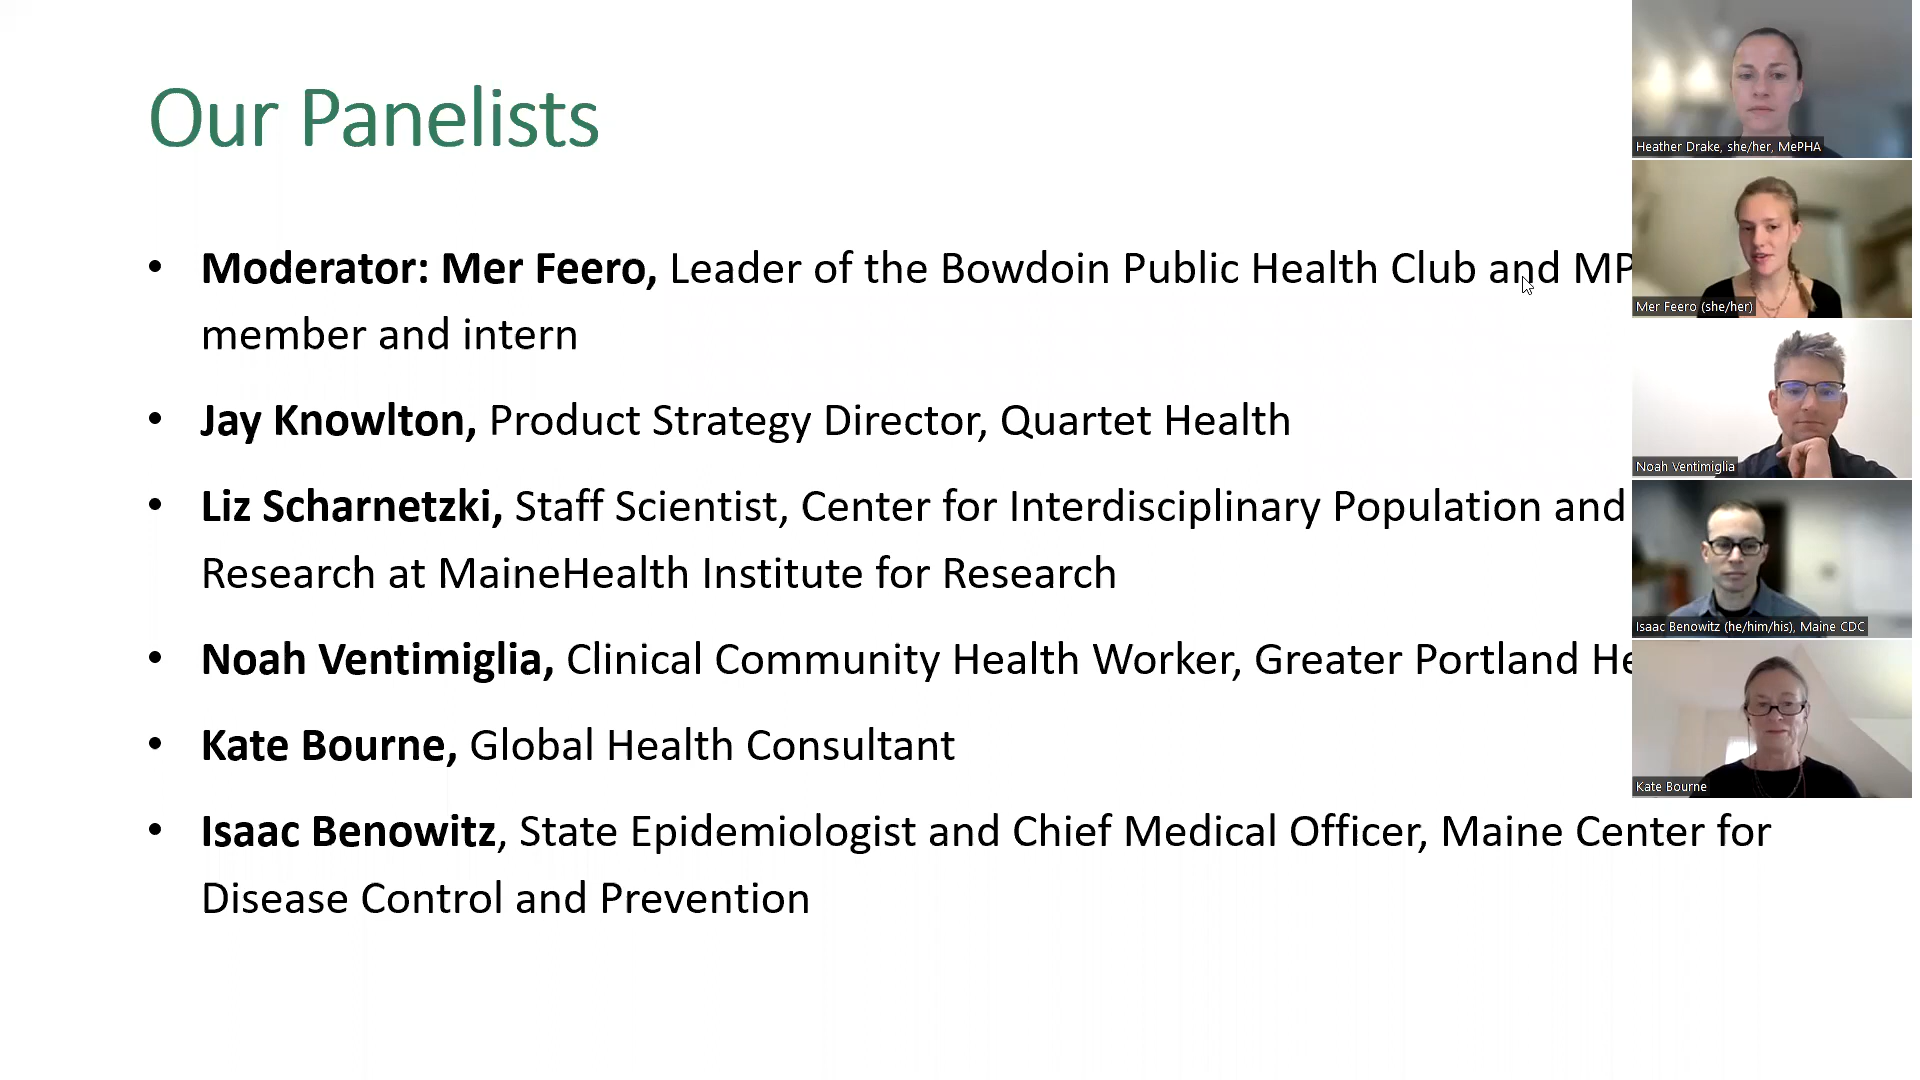 Our Panelists
• Moderator: Mer Feero, Leader of the Bowdoin Public Health Club and
member and intern
• Jay Knowlton, Product Strategy Director, Quartet Health
• Liz Scharnetzki, Staff Scientist, Center for Interdisciplinary Population and
Research at MaineHealth Institute for Research
• Noah Ventimiglia, Clinical Community Health Worker, Greater Portland
• Kate Bourne, Global Health Consultant
• Isaac Benowitz, State Epidemiologist and Chief Medical Officer, Maine Center for
Disease Control and Prevention
Heather Drake, she/her, MePHA
Mer Feero (she/her)
Noah Ventimiglia
Isaac Benowitz (he/him/his), Maine CDC
Kate Bourne